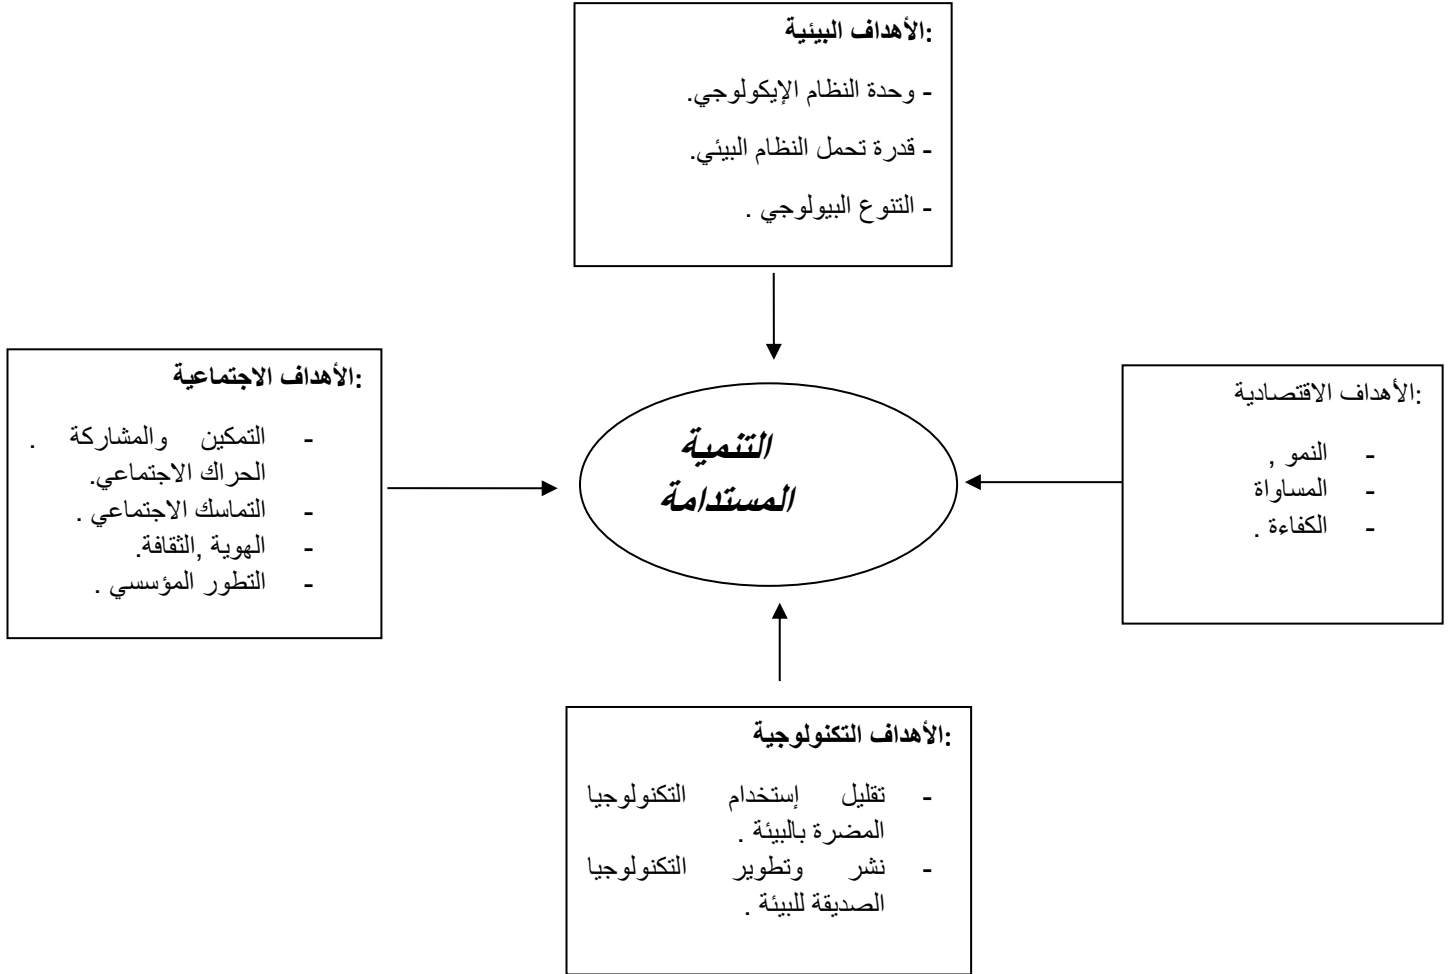 الأهداف البيئية:
- وحدة النظام الإيكولوجي.
- قدرة تحمل النظام البيئي.
- التنوع البيولوجي .
الأهداف الاقتصادية:
- النمو ,
- المساواة
- الكفاءة .
التنمية
المستدامة
الأهداف الاجتماعية:
- التمكين والمشاركة .
الحراك الاجتماعي.
- التماسك الاجتماعي .
- الهوية ,الثقافة.
- التطور المؤسسي .
الأهداف التكنولوجية:
- تقليل إستخدام التكنولوجيا
المضرة بالبيئة .
- نشر وتطوير التكنولوجيا
الصديقة للبيئة .